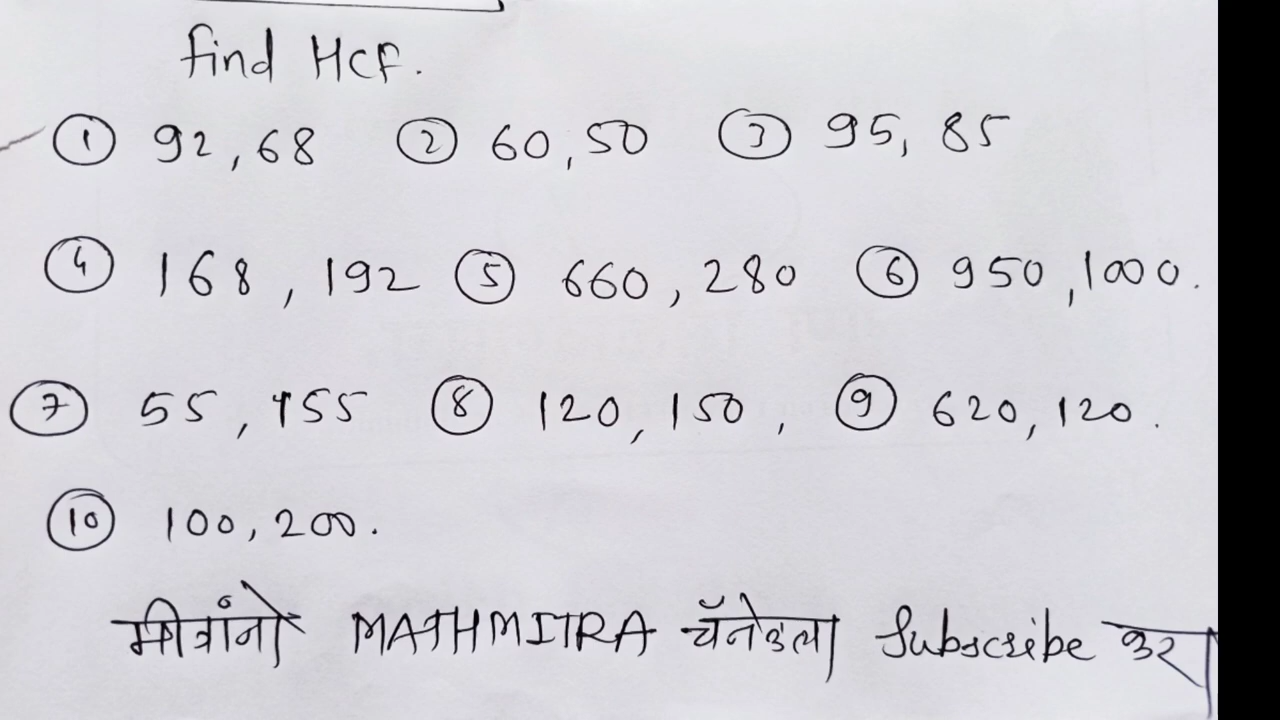 find HCF.
① 92, 68 ② 60, 50 ③ 95, 85
④ 168, 192 ⑤ 660, 280 ⑥ 950, 1000.
⑦ 55, 155 ⑧ 120, 150, ⑨ 620, 120.
⑩ 100, 200.
मीत्रांनो MATHMITRA चॅनेलला Subscribe करा